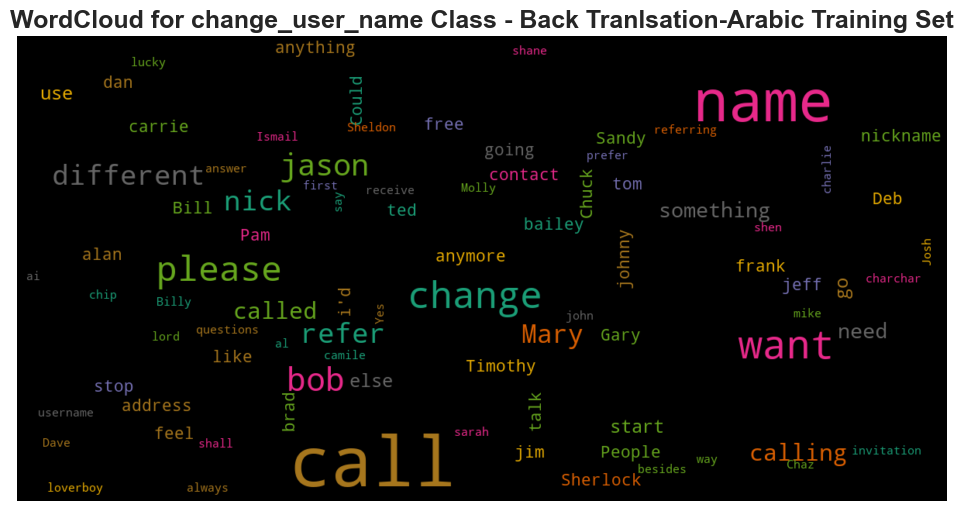 WordCloud for change_user_name Class - Back Tranlsation-Arabic Training Set
anything
shane
lucky
dan
use
could
name
carrie
Ismail
Sheldon
free
Sandy
referring
nickname
going
prefer
charlie
different
answer
jason
contact
tom
first
receive
Molly
Chuck
Deb
Bill
nick
say
ted
something
bailey
shen
Pam
johnny
Josh
alan
anymore
frank
please
ai
jeff
go
charchar
chip
Billy
change
i'd
Yes
called
john
mike
lord
questions
al
refer
Mary
Gary
want
need
like
camile
Timothy
stop
bob
else
address
brad
talk
username
feel
start
Dave
shall
sarah
call
jim
People
calling
Chaz
invitation
way
besides
loverboy
always
Sherlock